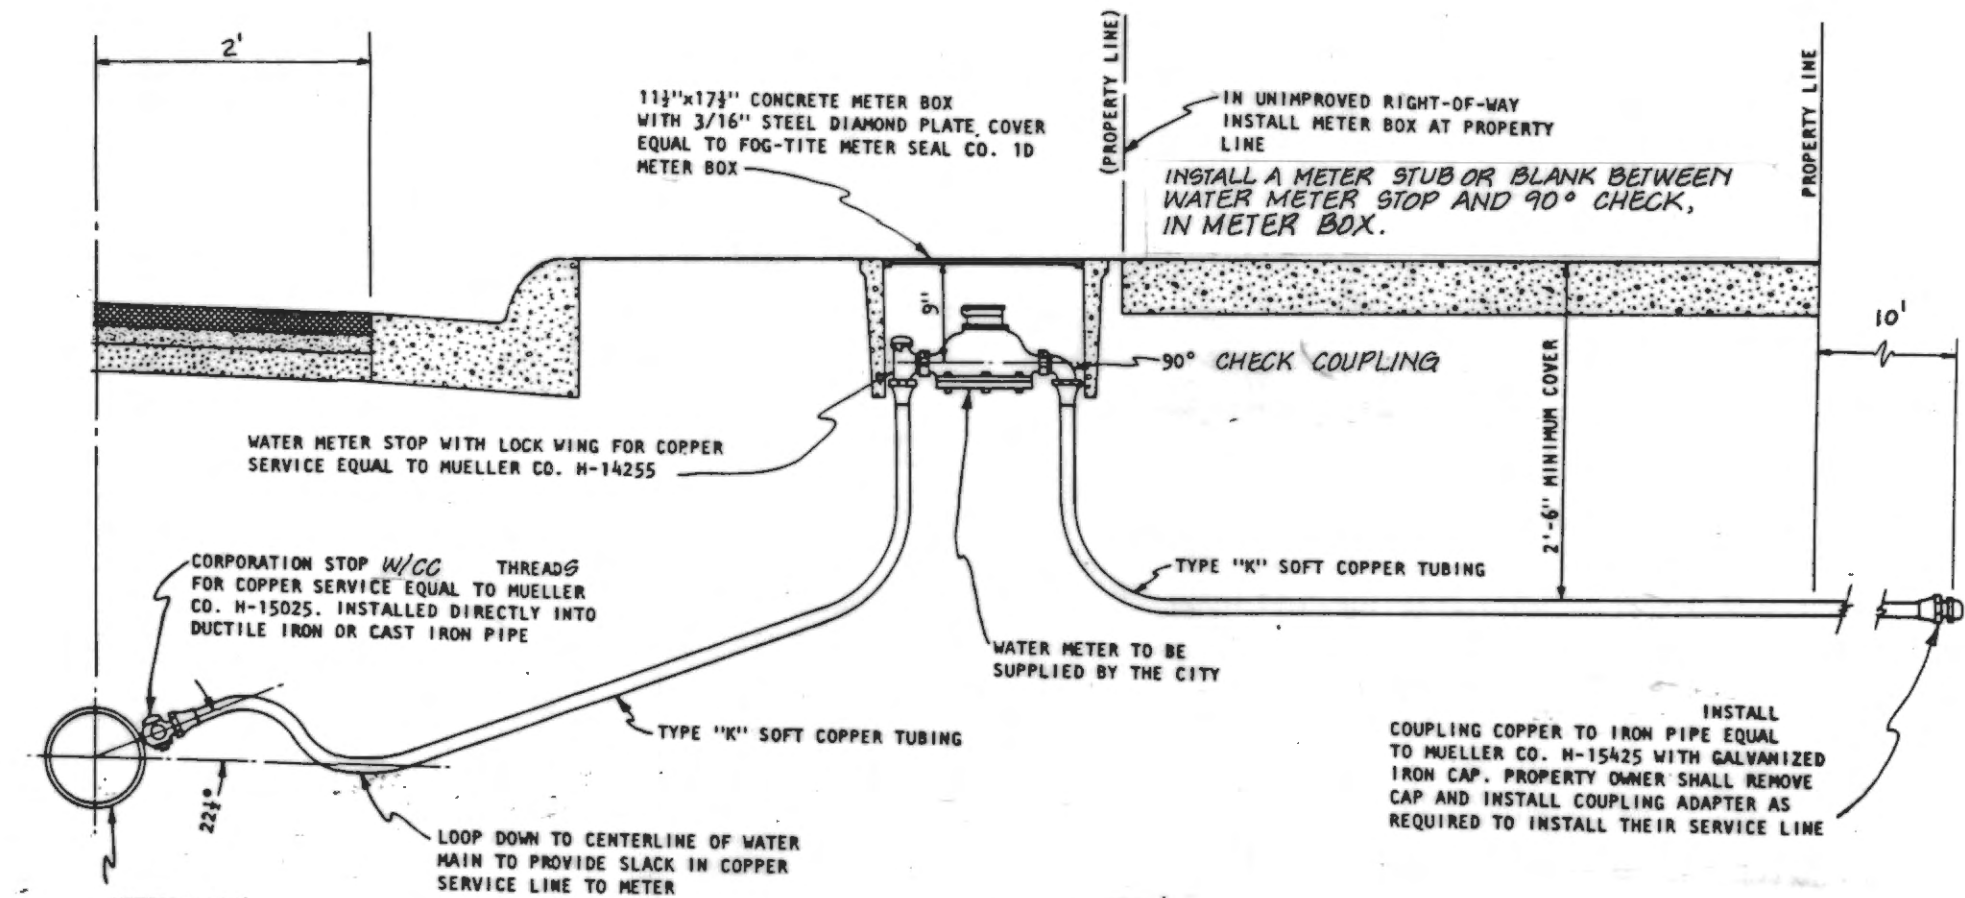 2'
11½"x17½" CONCRETE METER BOX
WITH 3/16" STEEL DIAMOND PLATE COVER
EQUAL TO FOG-TITE METER SEAL CO. 1D
METER BOX
(PROPERTY LINE)
IN UNIMPROVED RIGHT-OF-WAY
INSTALL METER BOX AT PROPERTY
LINE
INSTALL A METER STUB OR BLANK BETWEEN
WATER METER STOP AND 90° CHECK,
IN METER BOX.
PROPERTY LINE
9"
10'
90° CHECK COUPLING
2'-6" MINIMUM COVER
WATER METER STOP WITH LOCK WING FOR COPPER
SERVICE EQUAL TO MUELLER CO. H-14255
CORPORATION STOP W/CC THREADS
FOR COPPER SERVICE EQUAL TO MUELLER
CO. H-15025. INSTALLED DIRECTLY INTO
DUCTILE IRON OR CAST IRON PIPE
TYPE "K" SOFT COPPER TUBING
WATER METER TO BE
SUPPLIED BY THE CITY
TYPE "K" SOFT COPPER TUBING
22½°
LOOP DOWN TO CENTERLINE OF WATER
MAIN TO PROVIDE SLACK IN COPPER
SERVICE LINE TO METER
INSTALL
COUPLING COPPER TO IRON PIPE EQUAL
TO MUELLER CO. H-15425 WITH GALVANIZED
IRON CAP. PROPERTY OWNER SHALL REMOVE
CAP AND INSTALL COUPLING ADAPTER AS
REQUIRED TO INSTALL THEIR SERVICE LINE